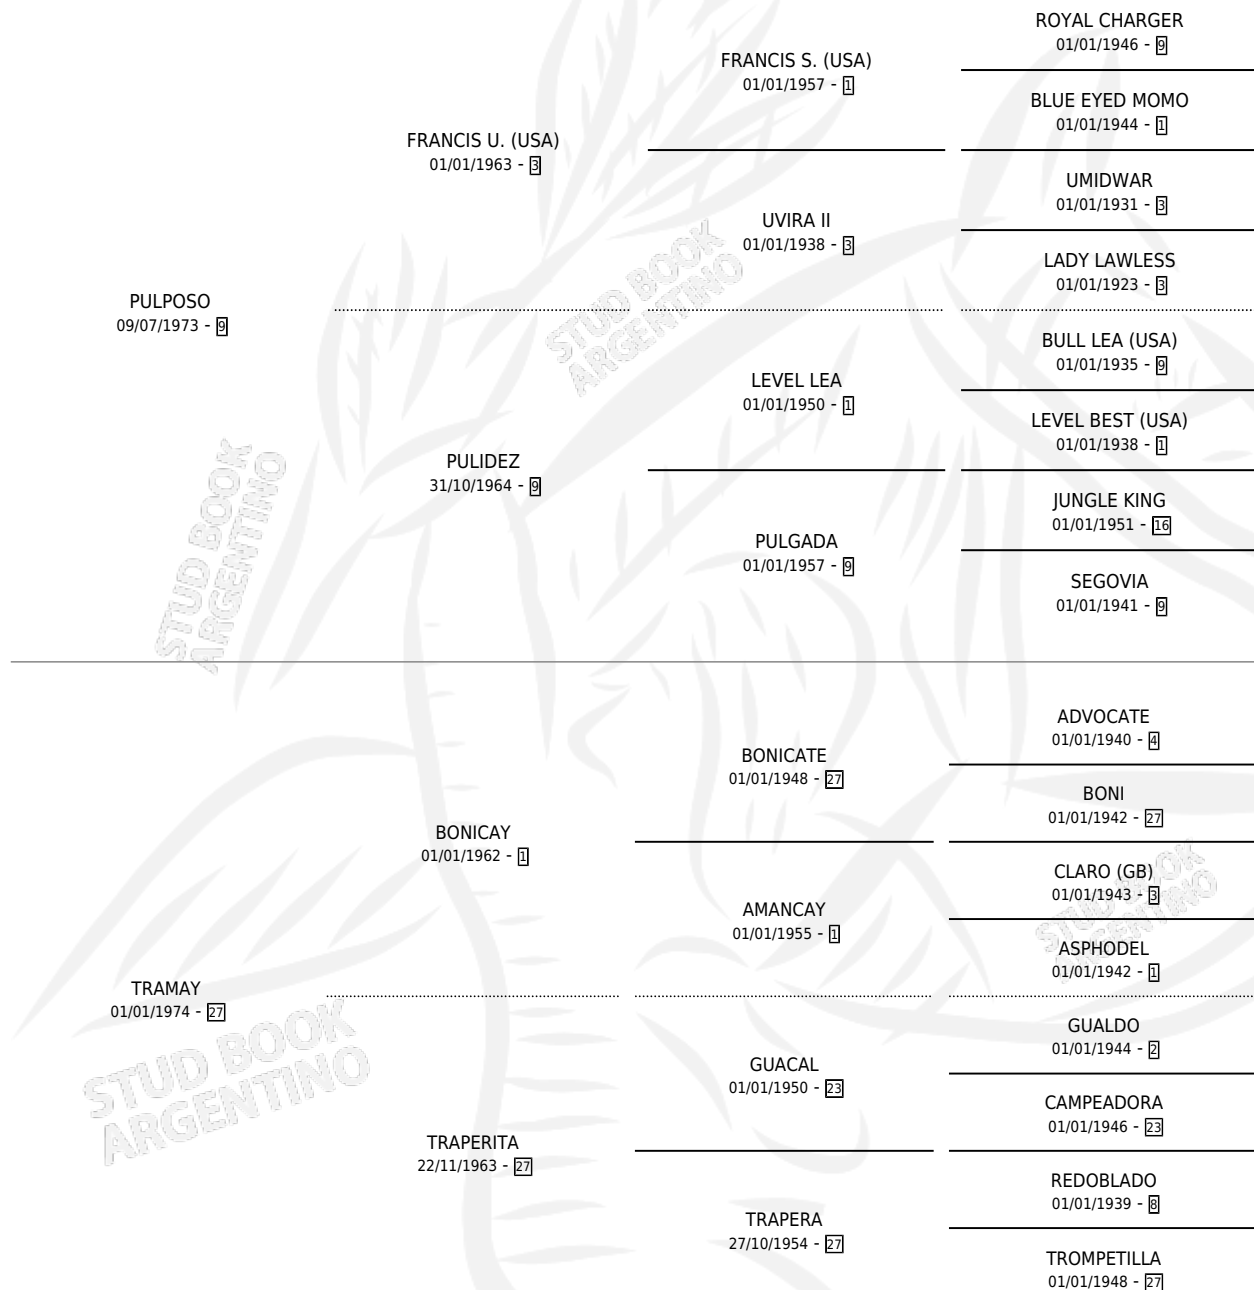 ROYAL CHARGER
01/01/1946 - 9
FRANCIS S. (USA)
01/01/1957 - 1
BLUE EYED MOMO
01/01/1944 - 1
FRANCIS U. (USA)
01/01/1963 - 3
UMIDWAR
01/01/1931 - 3
UVIRA II
01/01/1938 - 3
LADY LAWLESS
01/01/1923 - 3
PULPOSO
09/07/1973 - 9
BULL LEA (USA)
01/01/1935 - 9
LEVEL LEA
01/01/1950 - 1
LEVEL BEST (USA)
01/01/1938 - 1
PULIDEZ
31/10/1964 - 9
JUNGLE KING
01/01/1951 - 16
PULGADA
01/01/1957 - 9
SEGOVIA
01/01/1941 - 9
ADVOCATE
01/01/1940 - 4
BONICATE
01/01/1948 - 27
BONI
01/01/1942 - 27
BONICAY
01/01/1962 - 1
CLARO (GB)
01/01/1943 - 3
AMANCAY
01/01/1955 - 1
ASPHODEL
01/01/1942 - 1
TRAMAY
01/01/1974 - 27
GUALDO
01/01/1944 - 2
GUACAL
01/01/1950 - 23
CAMPEADORA
01/01/1946 - 23
TRAPERITA
22/11/1963 - 27
REDOBLADO
01/01/1939 - 8
TRAPERA
27/10/1954 - 27
TROMPETILLA
01/01/1948 - 27
STUD BOOK
ARGENTINO
STUD BOOK
ARGENTINO
STUD BOOK
ARGENTINO
STUD BOOK
ARGENTINO